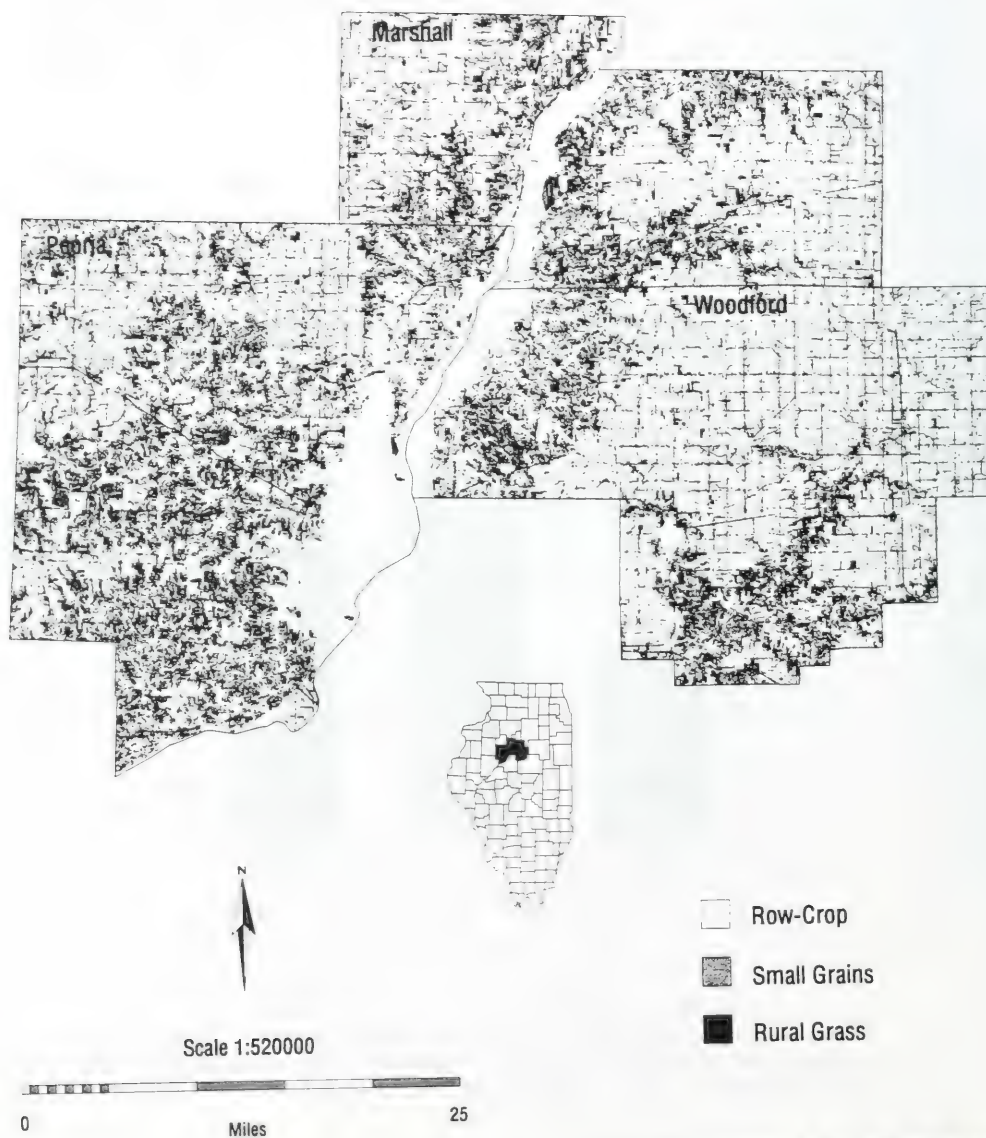 Marshall
Peoria
Woodford
N
Row-Crop
Small Grains
Rural Grass
Scale 1:520000
0
25
Miles